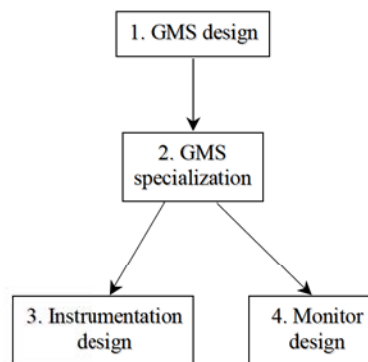 1. GMS design
2. GMS
specialization
3. Instrumentation
design
4. Monitor
design